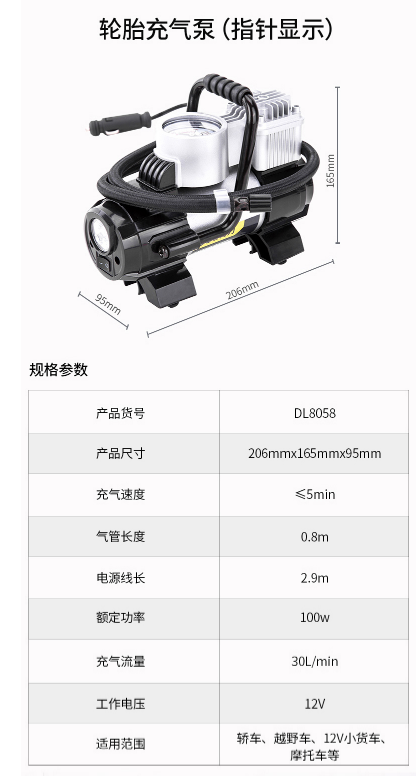 轮胎充气泵（指针显示）
165mm
95mm
206mm
规格参数
产品货号 DL8058
产品尺寸 206mmx165mmx95mm
充气速度 ≤5min
气管长度 0.8m
电源线长 2.9m
额定功率 100w
充气流量 30L/min
工作电压 12V
适用范围 轿车、越野车、12V小货车、
摩托车等